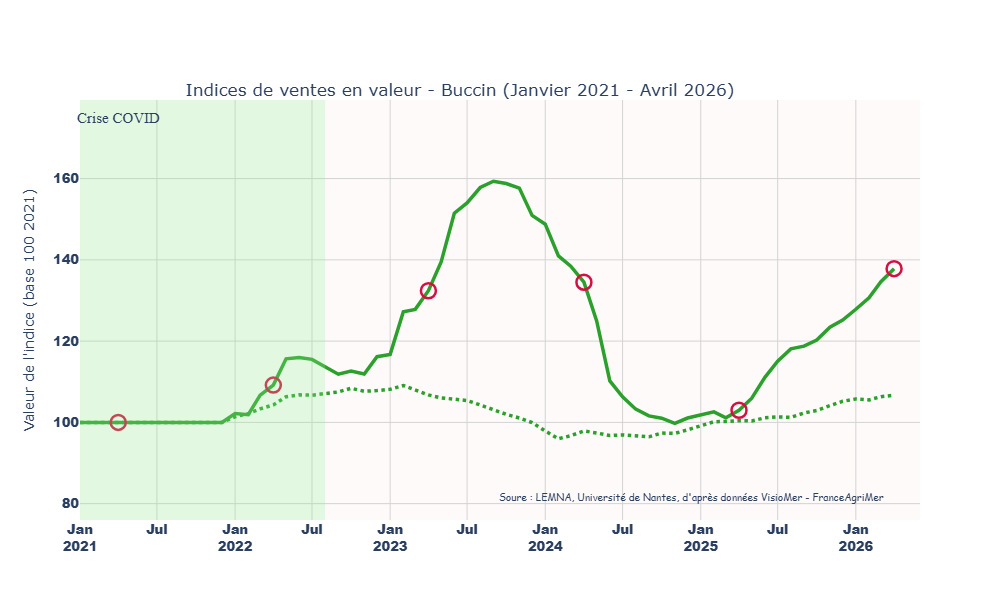 Indices de ventes en valeur - Buccin (Janvier 2021 - Avril 2026)
Crise COVID
Valeur de l'indice (base 100 2021)
160
140
120
100
80
Soure : LEMNA, Université de Nantes, d'après données VisioMer - FranceAgriMer
Jan Jul Jan Jul Jan Jul Jan Jul Jan Jul Jan
2021 2022 2023 2024 2025 2026